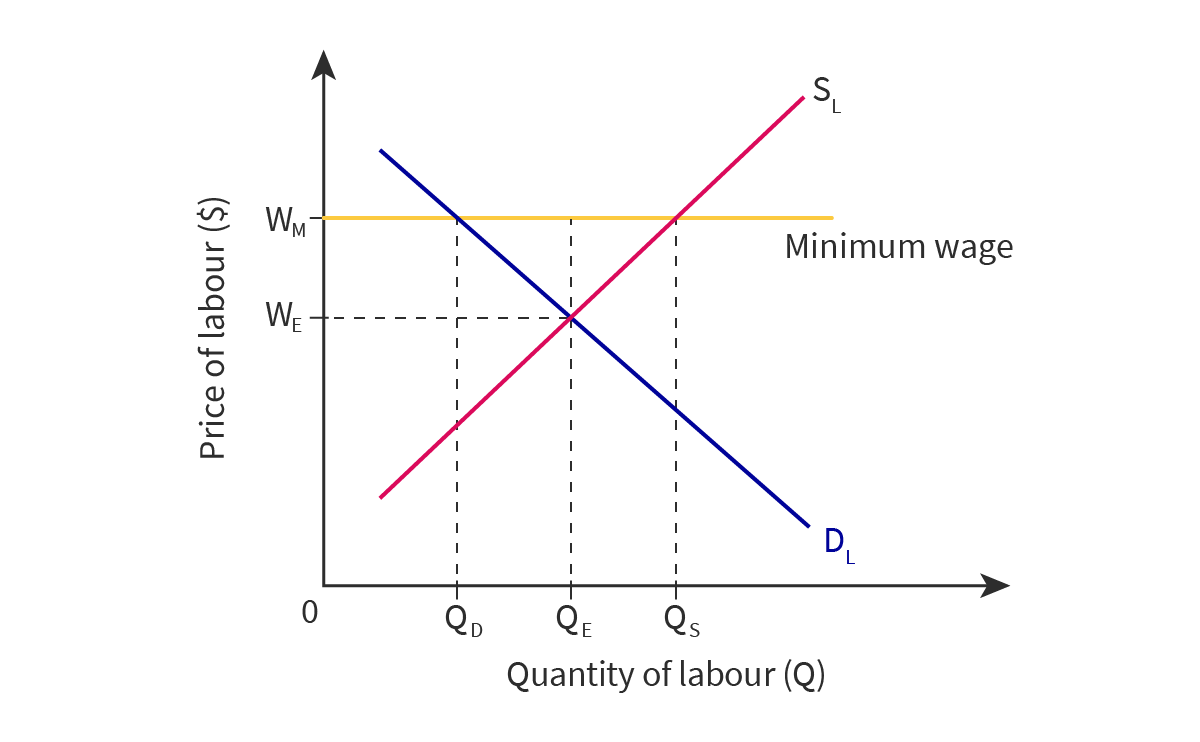 S_L
Price of labour ($)
W_M
Minimum wage
W_E
D_L
0
Q_D
Q_E
Q_S
Quantity of labour (Q)